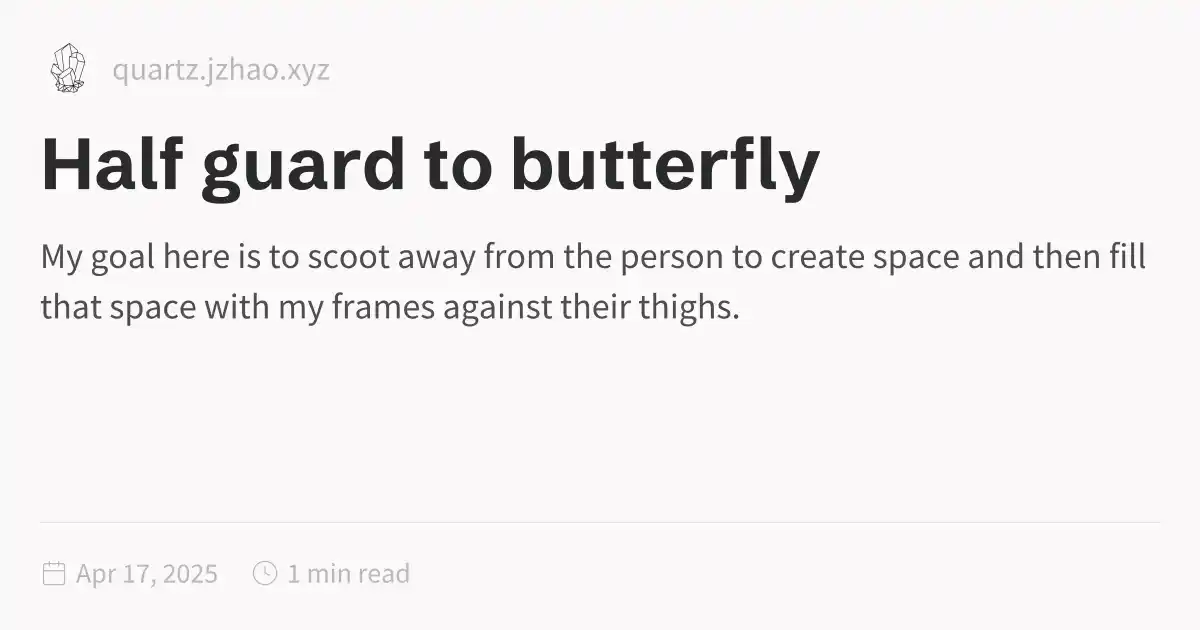 quartz.jzhao.xyz
Half guard to butterfly
My goal here is to scoot away from the person to create space and then fill
that space with my frames against their thighs.
Apr 17, 2025 1 min read